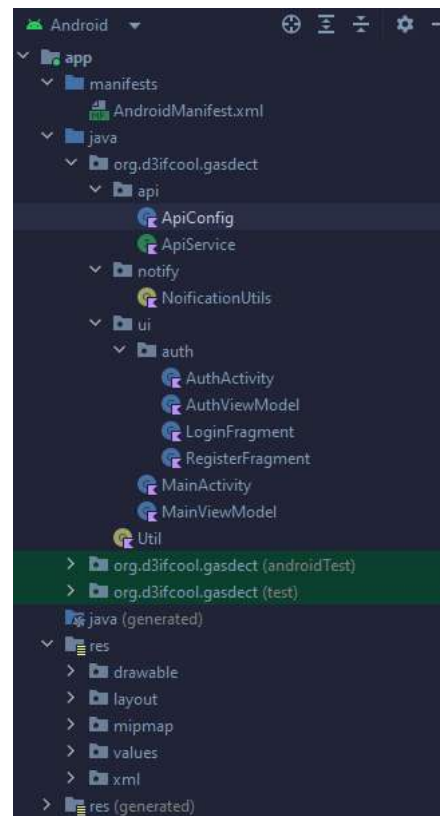 Android
app
manifests
AndroidManifest.xml
java
org.d3ifcool.gasdect
api
ApiConfig
ApiService
notify
NoificationUtils
ui
auth
AuthActivity
AuthViewModel
LoginFragment
RegisterFragment
MainActivity
MainViewModel
Util
org.d3ifcool.gasdect (androidTest)
org.d3ifcool.gasdect (test)
java (generated)
res
drawable
layout
mipmap
values
xml
res (generated)